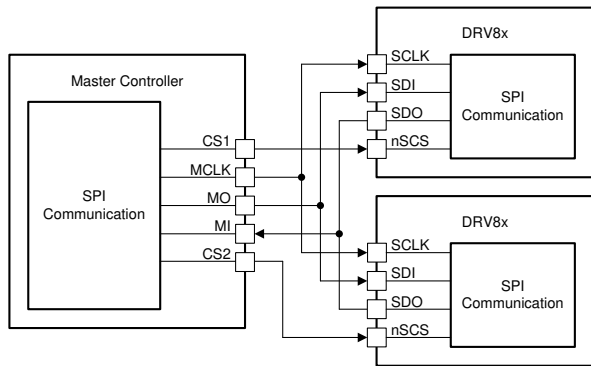 Master Controller
SPI
Communication
CS1
MCLK
MO
MI
CS2
DRV8x
SCLK
SDI
SDO
nSCS
SPI
Communication
DRV8x
SCLK
SDI
SDO
nSCS
SPI
Communication